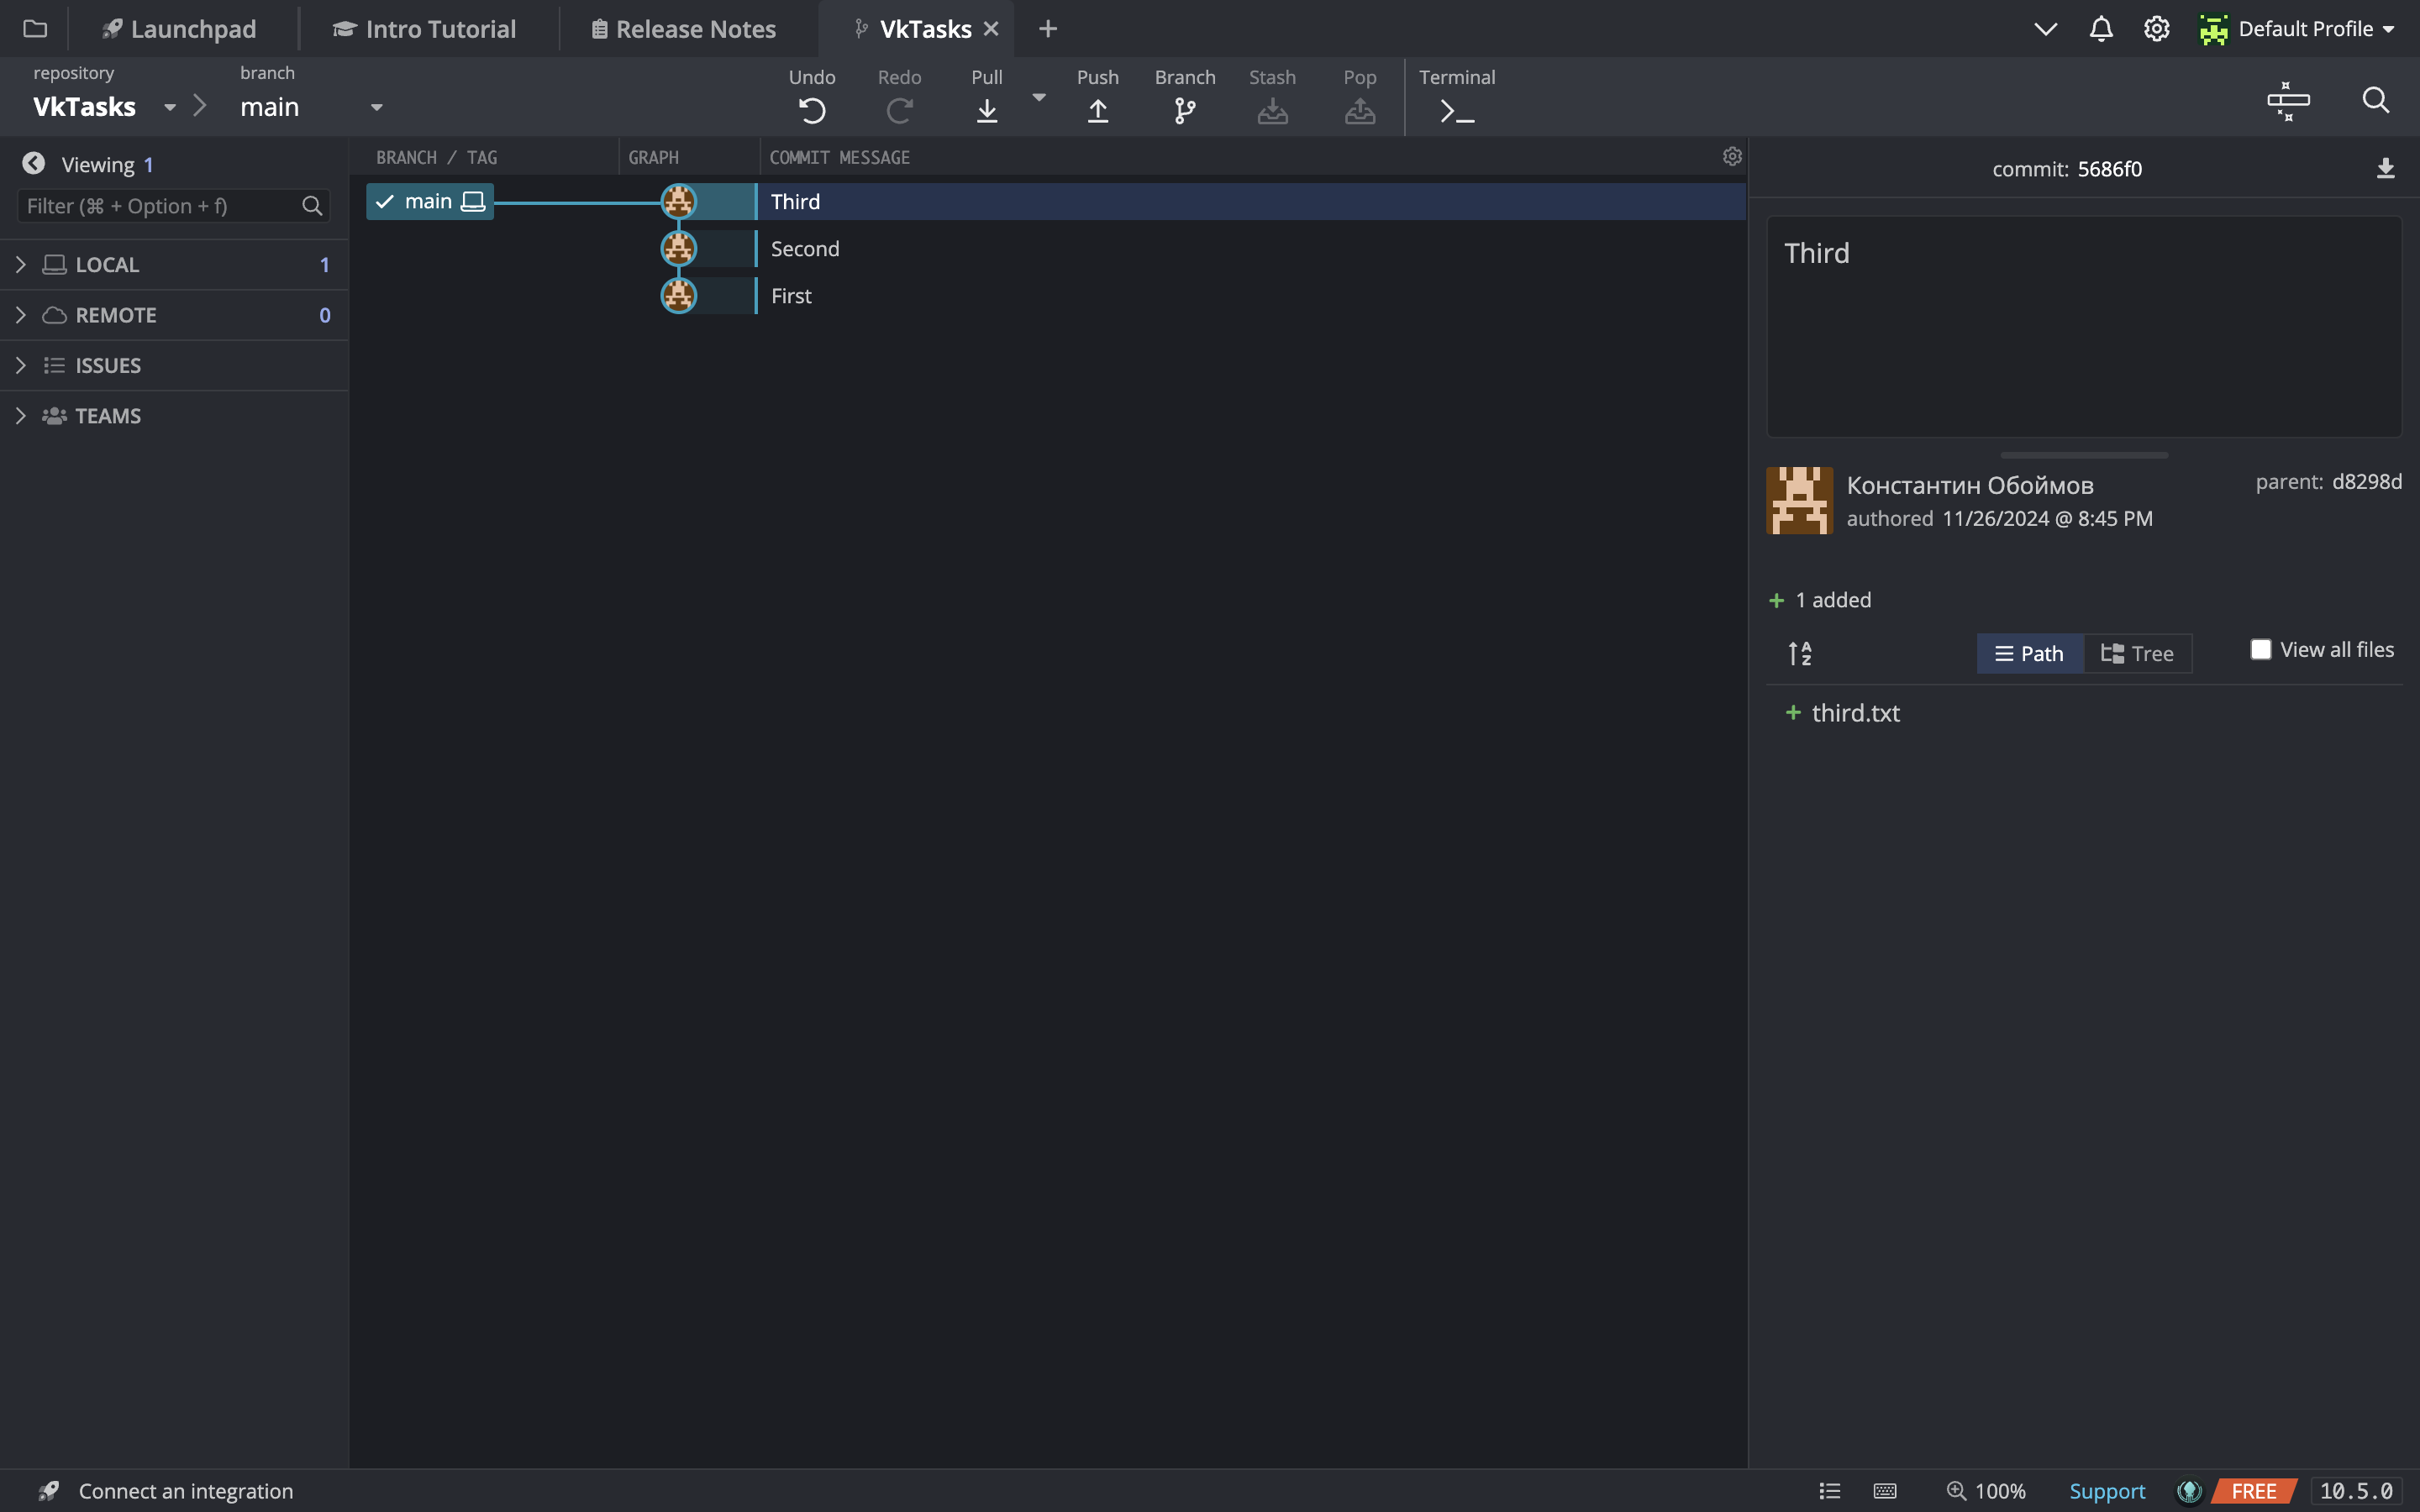 Launchpad
Intro Tutorial
Release Notes
VkTasks
Default Profile
repository
VkTasks
branch
main
Undo
Redo
Pull
Push
Branch
Stash
Pop
Terminal
Viewing 1
Filter (⌘ + Option + f)
LOCAL 1
REMOTE 0
ISSUES
TEAMS
BRANCH / TAG
GRAPH
COMMIT MESSAGE
main
Third
Second
First
commit: 5686f0
Third
Константин Обоймов
authored 11/26/2024 @ 8:45 PM
parent: d8298d
+ 1 added
A
Z
Path
Tree
View all files
+ third.txt
Connect an integration
100%
Support
FREE
10.5.0